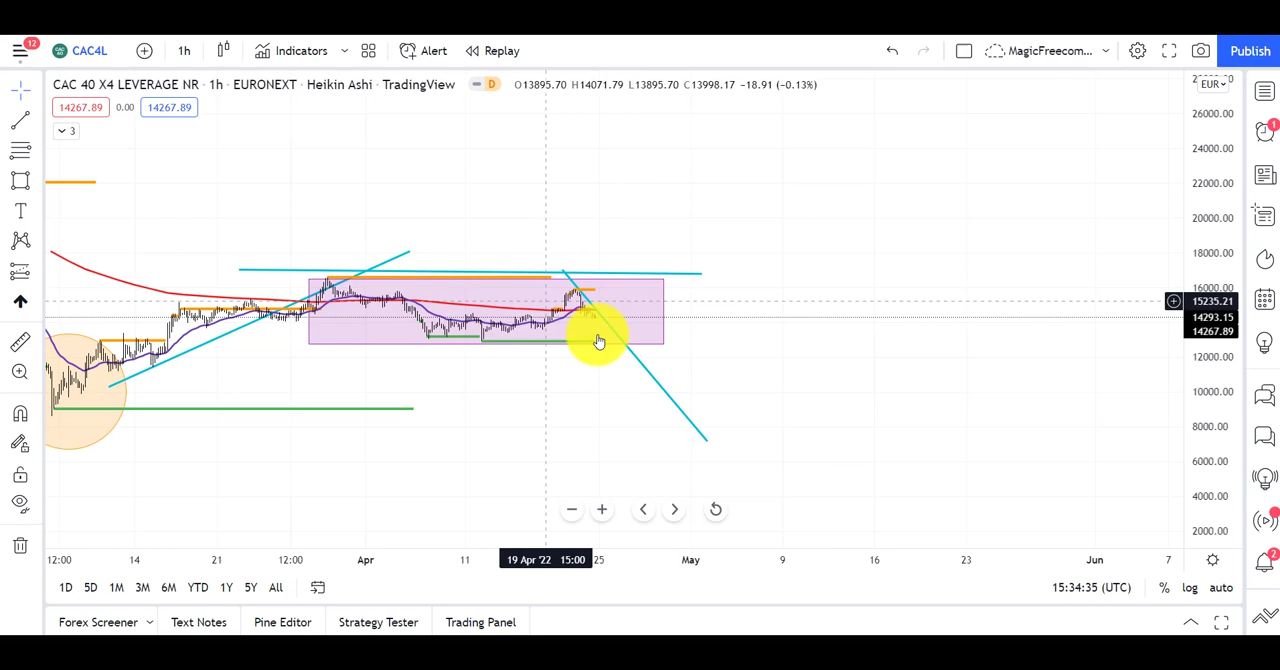 12
CAC 40
CAC4L
1h
Indicators
Alert
Replay
MagicFreecom...
Publish
CAC 40 X4 LEVERAGE NR · 1h · EURONEXT · Heikin Ashi · TradingView
D
O13895.70 H14071.79 L13895.70 C13998.17 −18.91 (−0.13%)
EUR
14267.89
0.00
14267.89
3
T
1
26000.00
24000.00
22000.00
20000.00
18000.00
16000.00
15235.21
14293.15
14267.89
12000.00
10000.00
8000.00
6000.00
4000.00
2000.00
12:00
14
21
12:00
Apr
11
19 Apr '22 15:00
25
May
9
16
23
Jun
7
2
1D
5D
1M
3M
6M
YTD
1Y
5Y
All
15:34:35 (UTC)
%
log
auto
Forex Screener
Text Notes
Pine Editor
Strategy Tester
Trading Panel